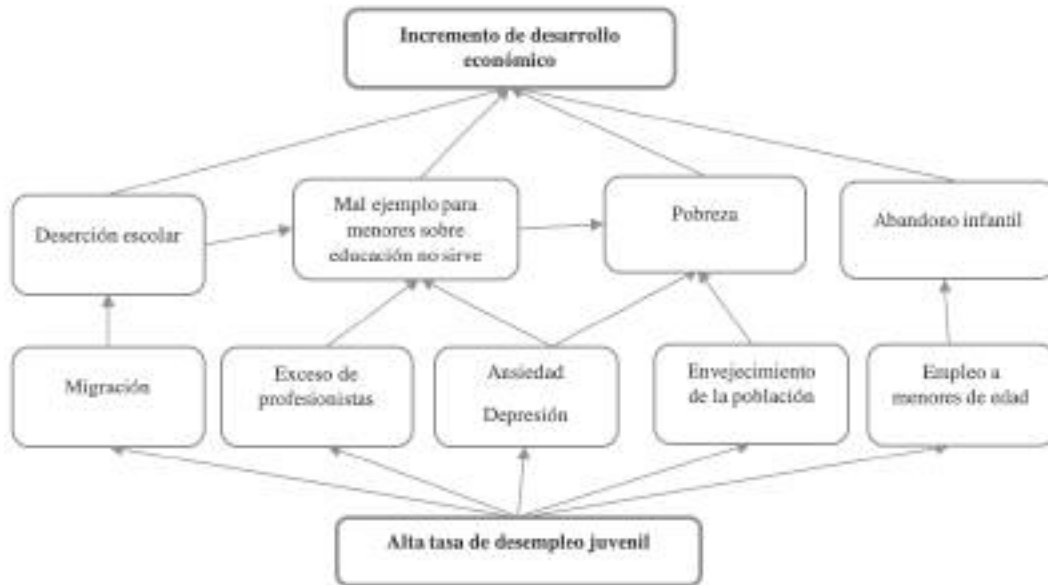 Incremento de desarrollo
económico
Deserción escolar
Mal ejemplo para
menores sobre
educación no sirve
Pobreza
Abandono infantil
Migración
Exceso de
profesionistas
Ansiedad
Depresión
Envejecimiento
de la población
Empleo a
menores de edad
Alta tasa de desempleo juvenil